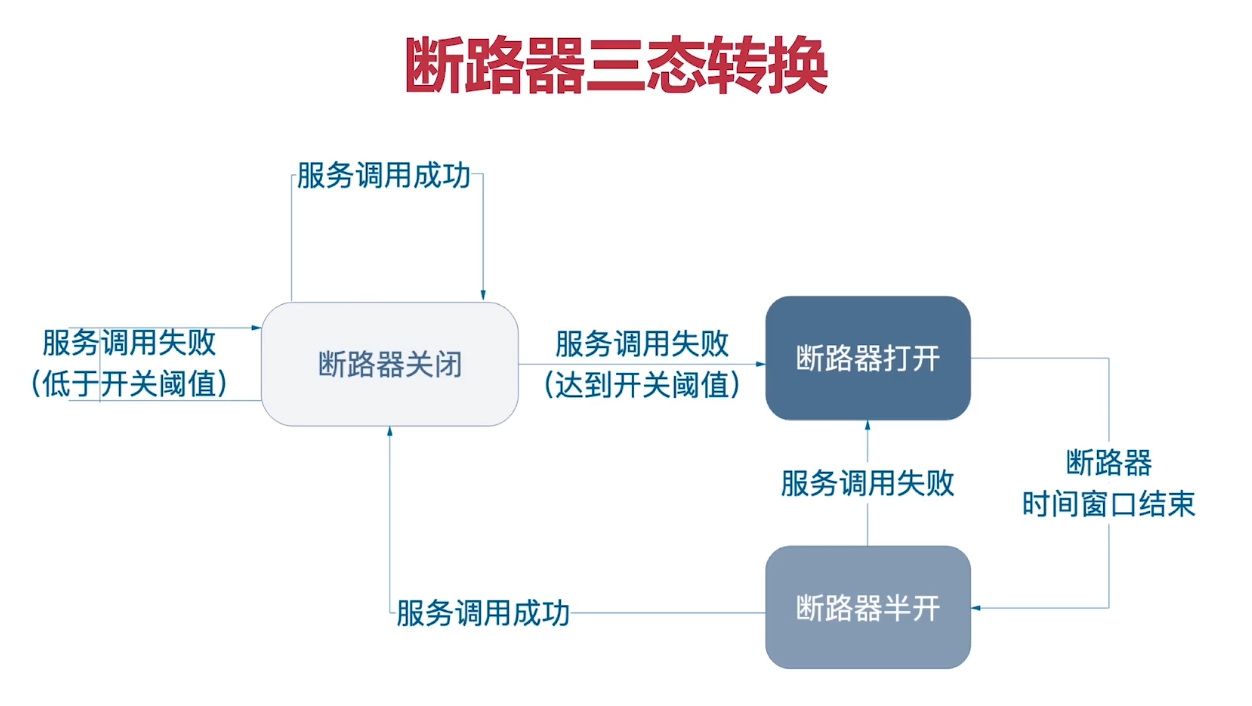 断路器三态转换
服务调用成功
服务调用失败
（低于开关阈值）
断路器关闭
服务调用失败
（达到开关阈值）
断路器打开
服务调用失败
断路器
时间窗口结束
服务调用成功
断路器半开